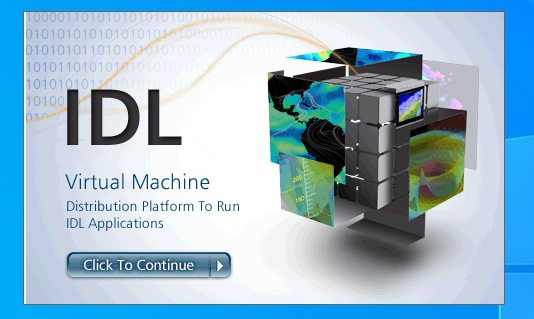 IDL
Virtual Machine
Distribution Platform To Run
IDL Applications
Click To Continue